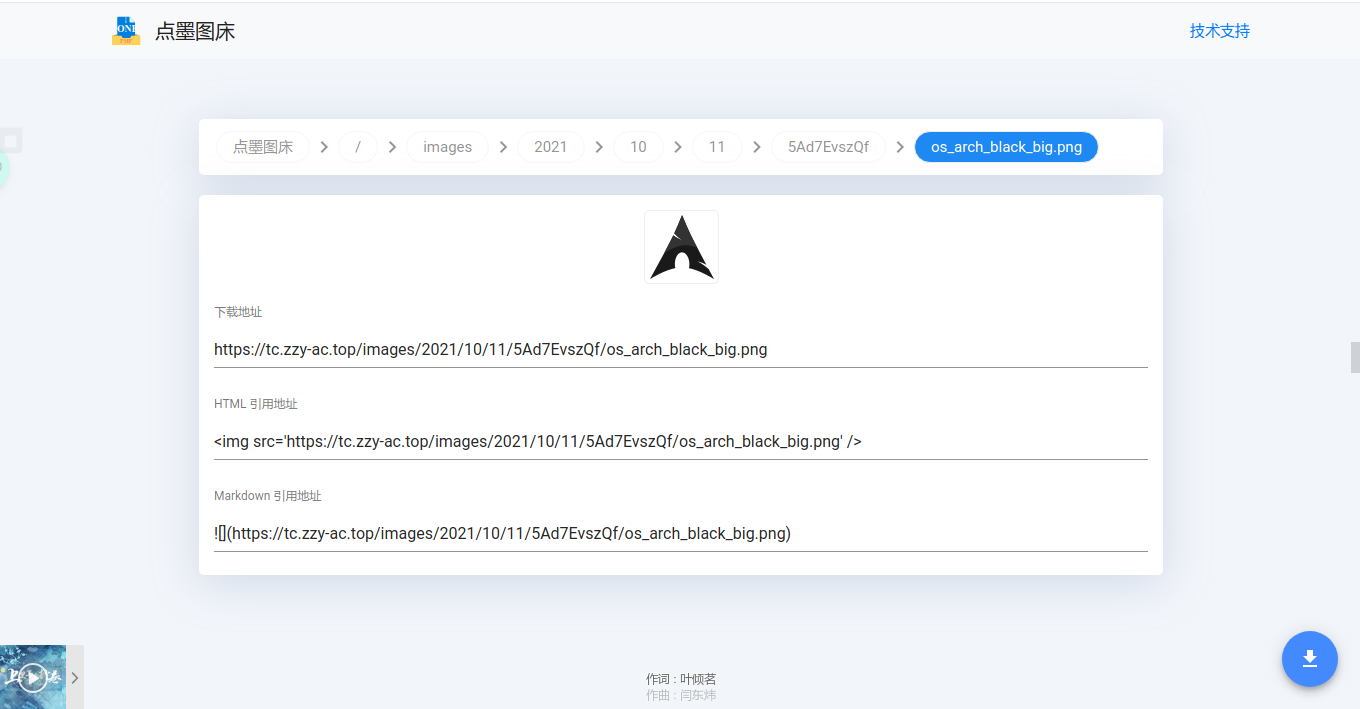 点墨图床
技术支持
点墨图床 / images 2021 10 11 5Ad7EvszQf os_arch_black_big.png
下载地址
https://tc.zzy-ac.top/images/2021/10/11/5Ad7EvszQf/os_arch_black_big.png
HTML 引用地址
<img src='https://tc.zzy-ac.top/images/2021/10/11/5Ad7EvszQf/os_arch_black_big.png' />
Markdown 引用地址
![](https://tc.zzy-ac.top/images/2021/10/11/5Ad7EvszQf/os_arch_black_big.png)
作词 : 叶倾茗
作曲 : 闫东炜